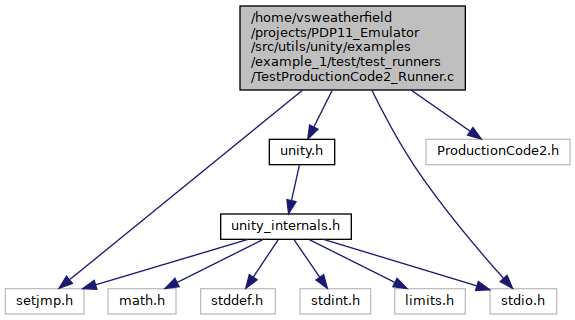 /home/vsweatherfield
/projects/PDP11_Emulator
/src/utils/unity/examples
/example_1/test/test_runners
/TestProductionCode2_Runner.c
unity.h
ProductionCode2.h
unity_internals.h
setjmp.h
math.h
stddef.h
stdint.h
limits.h
stdio.h